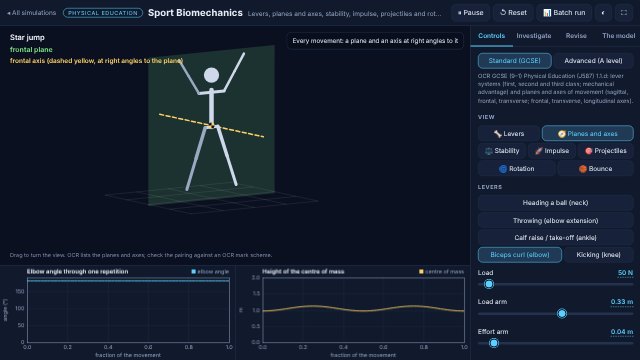 ◂ All simulations
PHYSICAL EDUCATION
Sport Biomechanics
Levers, planes and axes, stability, impulse, projectiles and rot...
Pause
Reset
Batch run
Star jump
frontal plane
frontal axis (dashed yellow, at right angles to the plane)
Every movement: a plane and an axis at right angles to it
Drag to turn the view. OCR lists the planes and axes; check the pairing against an OCR mark scheme.
Elbow angle through one repetition
elbow angle
150
100
50
0
angle (°)
0.0 0.2 0.4 0.6 0.8 1.0
fraction of the movement
Height of the centre of mass
centre of mass
2.0
1.5
1.0
0.5
0.0
m
0.0 0.2 0.4 0.6 0.8 1.0
fraction of the movement
Controls Investigate Revise The model
Standard (GCSE)
Advanced (A level)
OCR GCSE (9-1) Physical Education (J587) 1.1.d: lever
systems (first, second and third class; mechanical
advantage) and planes and axes of movement (sagittal,
frontal, transverse; frontal, transverse, longitudinal axes).
VIEW
Levers
Planes and axes
Stability
Impulse
Projectiles
Rotation
Bounce
LEVERS
Heading a ball (neck)
Throwing (elbow extension)
Calf raise / take-off (ankle)
Biceps curl (elbow)
Kicking (knee)
Load 50 N
Load arm 0.33 m
Effort arm 0.04 m